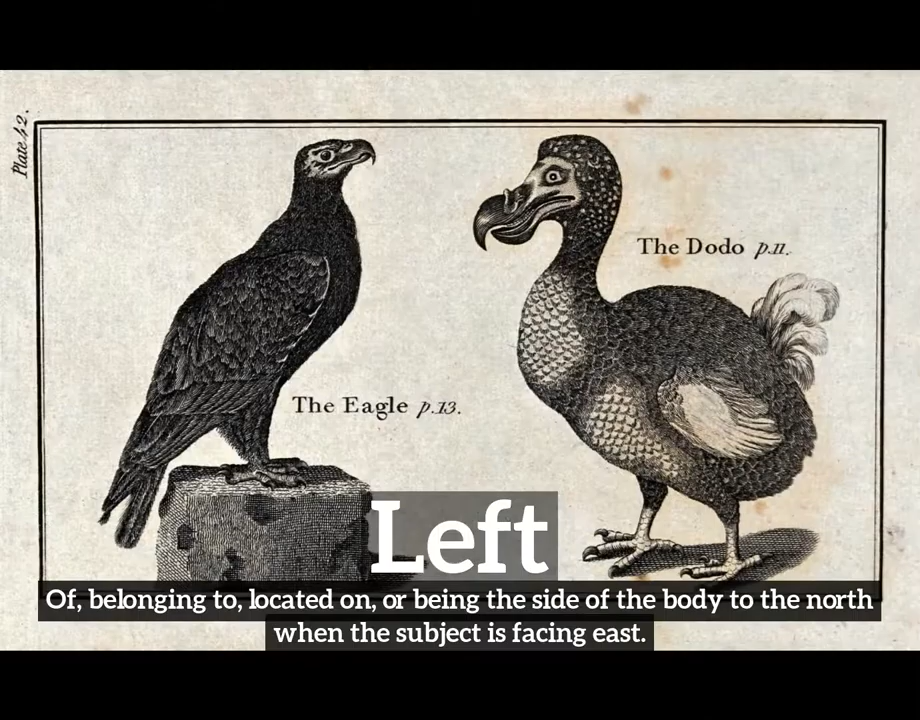 Plate 42.
The Dodo p.11.
The Eagle p.13.
Left
Of, belonging to, located on, or being the side of the body to the north
when the subject is facing east.